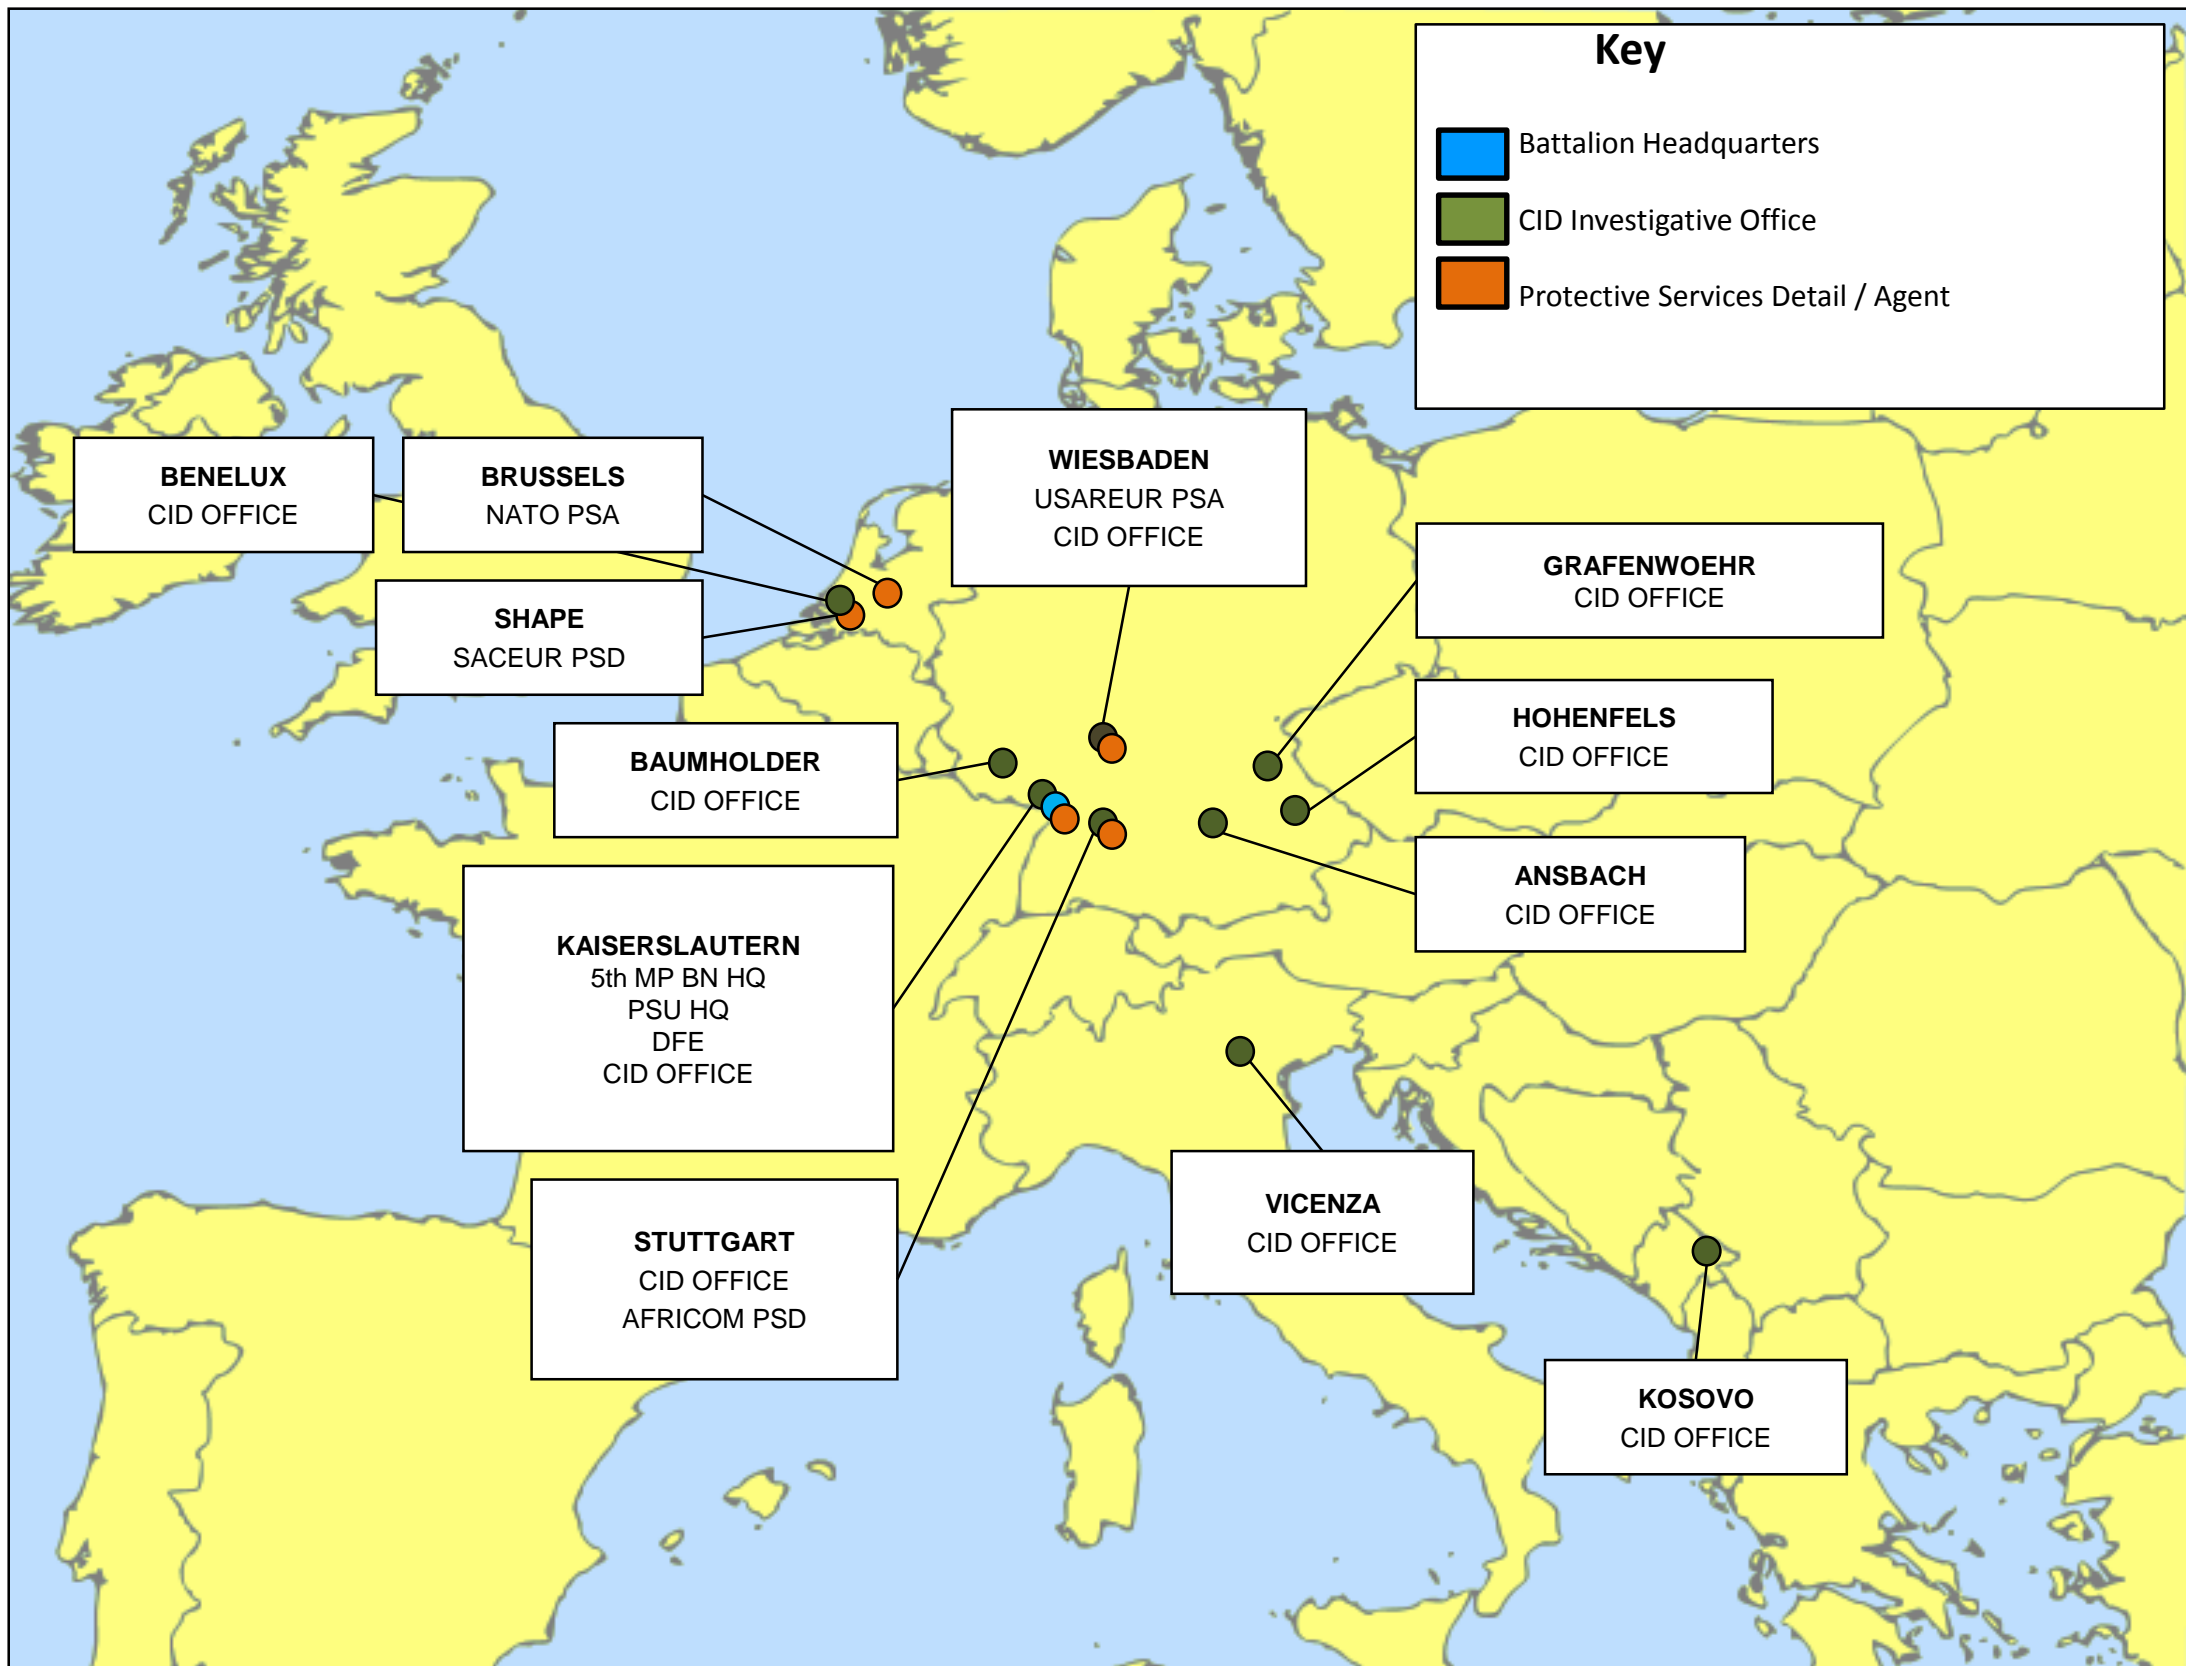 Key
Battalion Headquarters
CID Investigative Office
Protective Services Detail / Agent
BENELUX
CID OFFICE
BRUSSELS
NATO PSA
WIESBADEN
USAREUR PSA
CID OFFICE
GRAFENWOEHR
CID OFFICE
SHAPE
SACEUR PSD
HOHENFELS
CID OFFICE
BAUMHOLDER
CID OFFICE
ANSBACH
CID OFFICE
KAISERSLAUTERN
5th MP BN HQ
PSU HQ
DFE
CID OFFICE
VICENZA
CID OFFICE
STUTTGART
CID OFFICE
AFRICOM PSD
KOSOVO
CID OFFICE